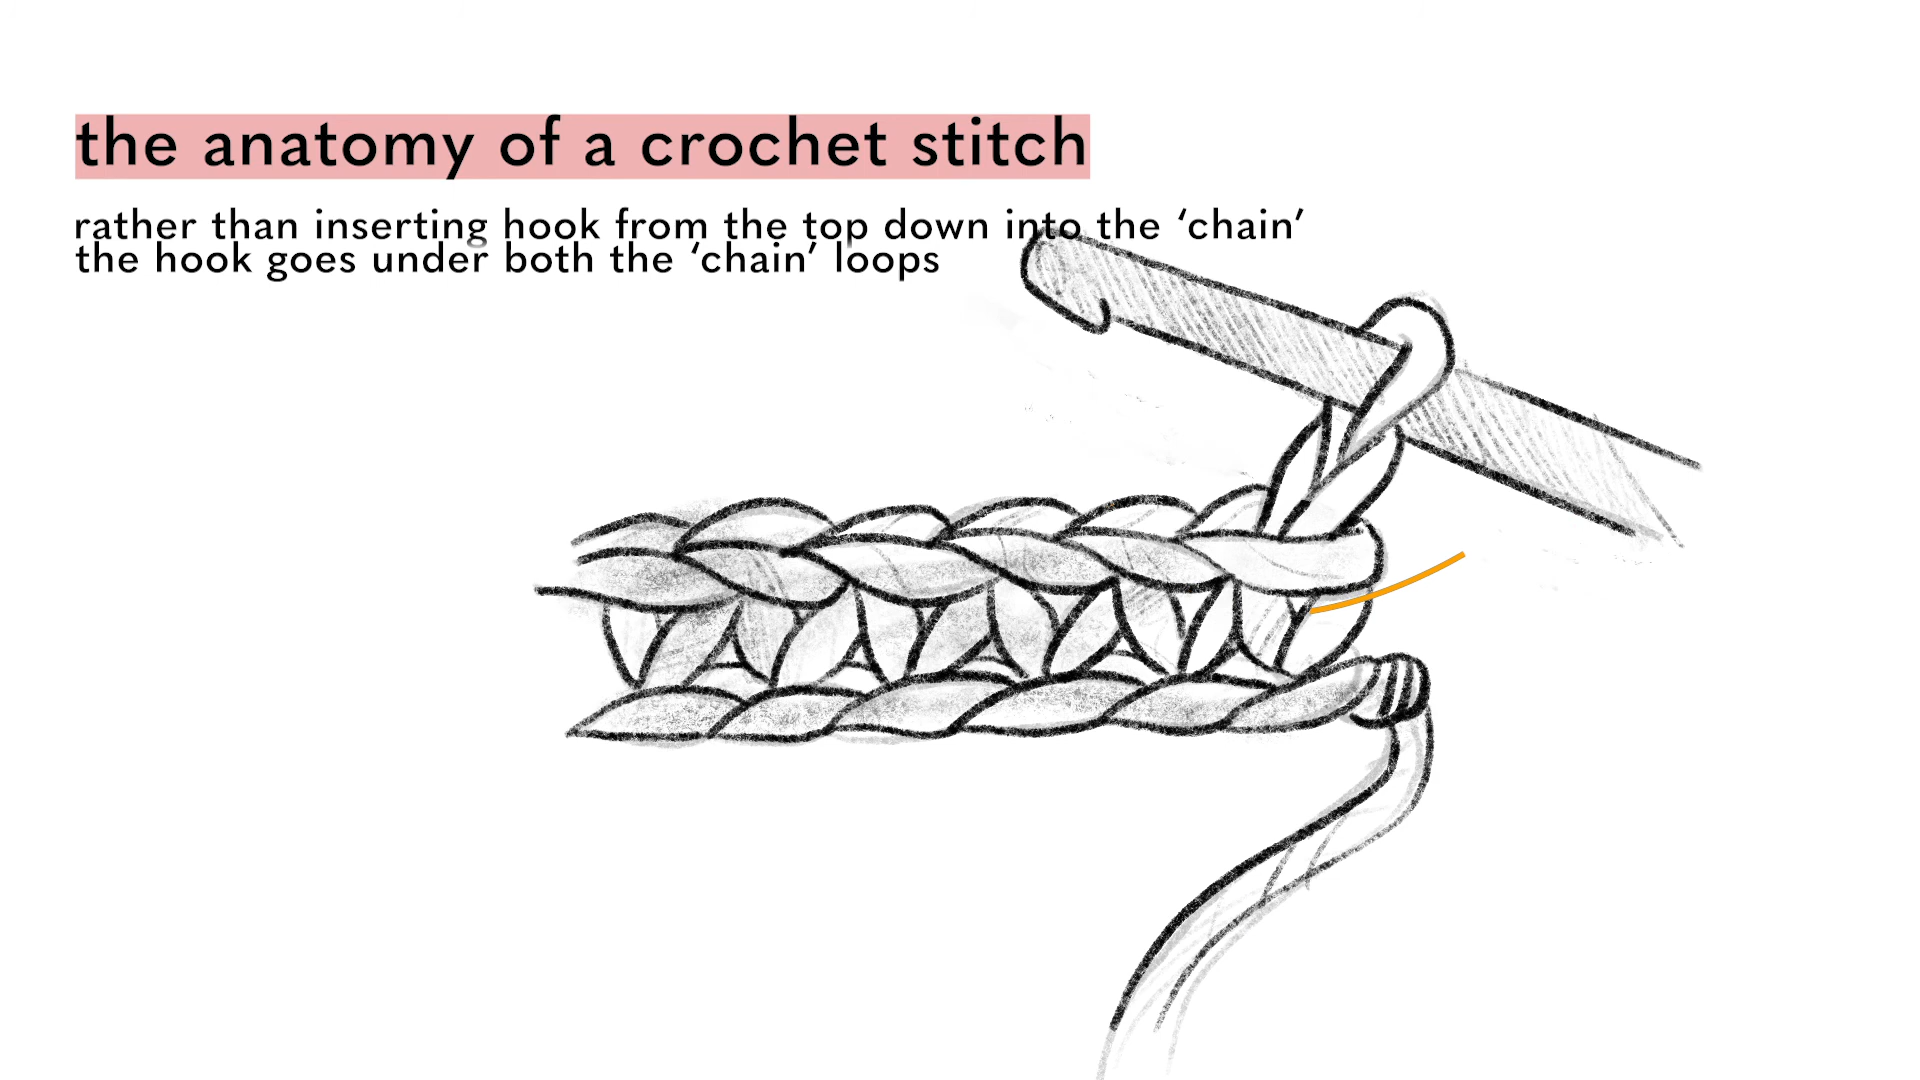 the anatomy of a crochet stitch
rather than inserting hook from the top down into the ‘chain’
the hook goes under both the ‘chain’ loops